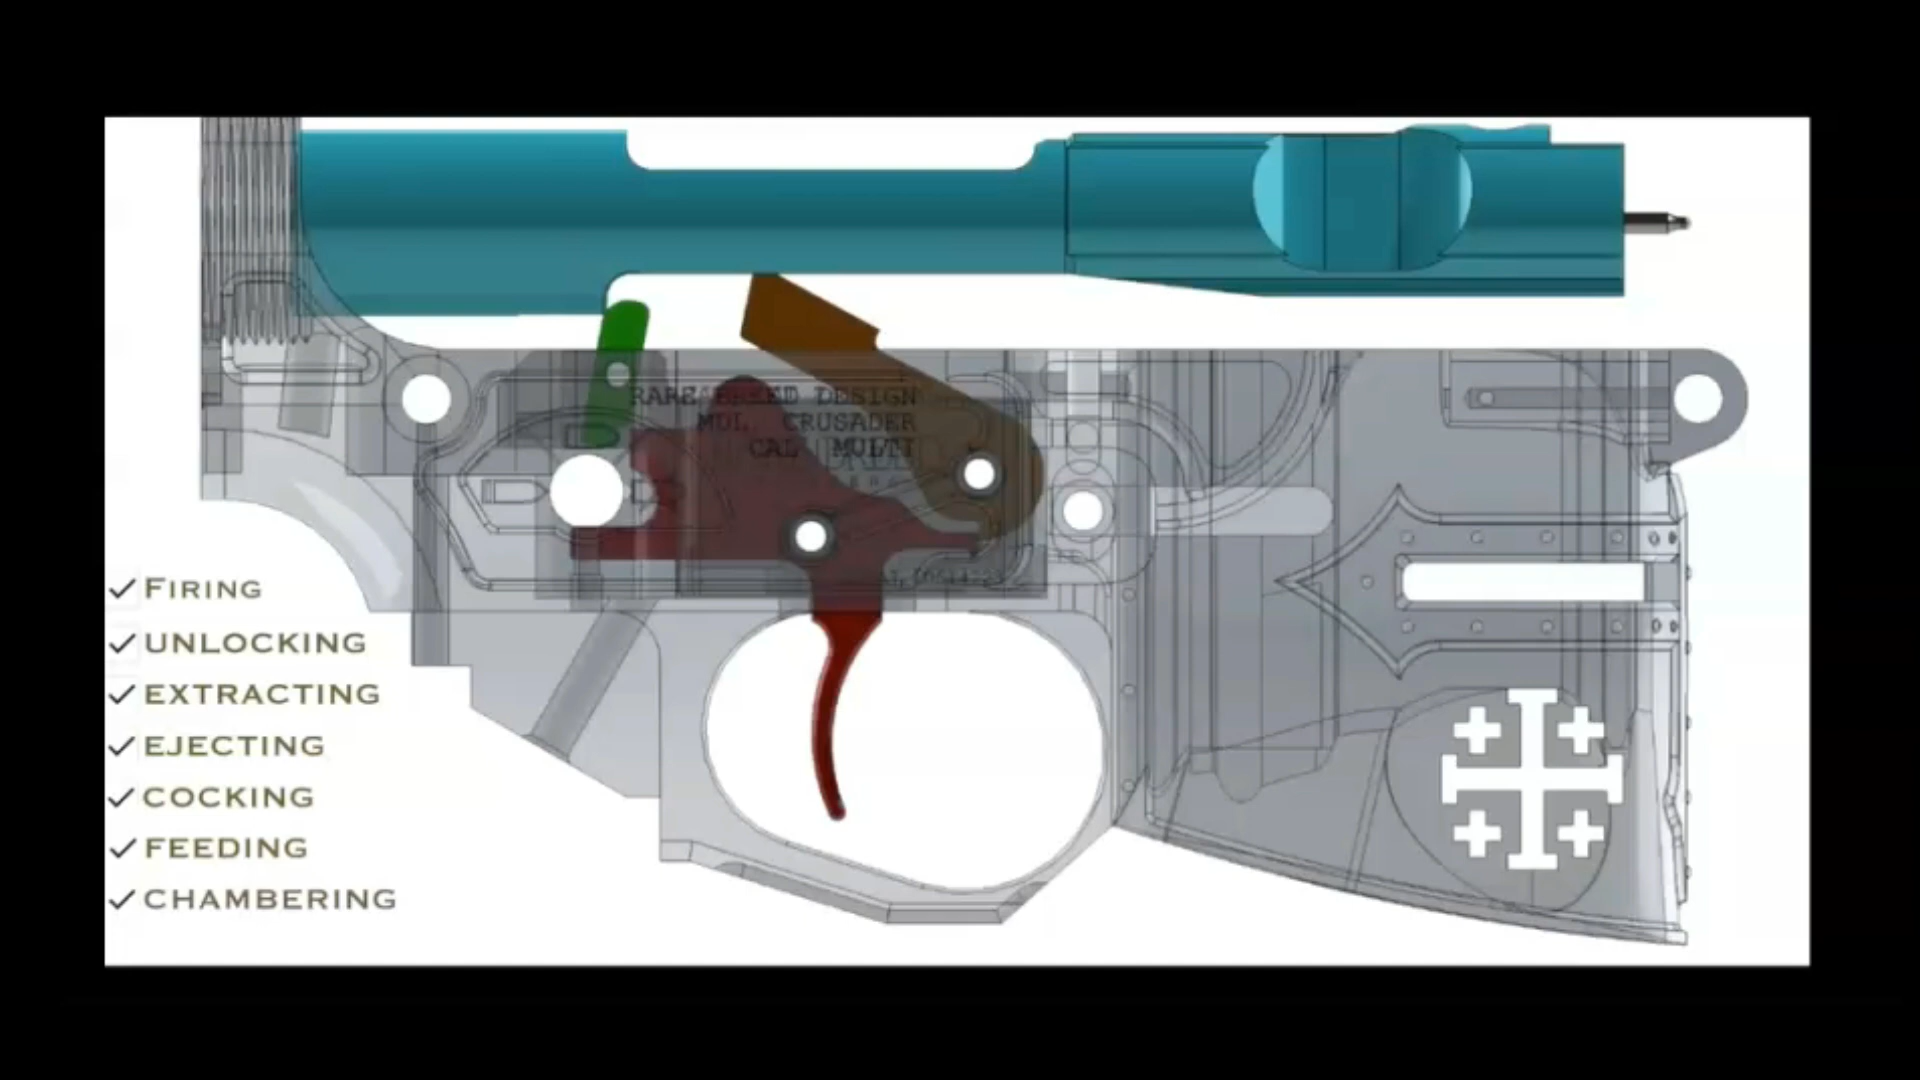 RARE BREED DESIGN
MDL. CRUSADER
CAL MULTI
✓ FIRING
✓ UNLOCKING
✓ EXTRACTING
✓ EJECTING
✓ COCKING
✓ FEEDING
✓ CHAMBERING